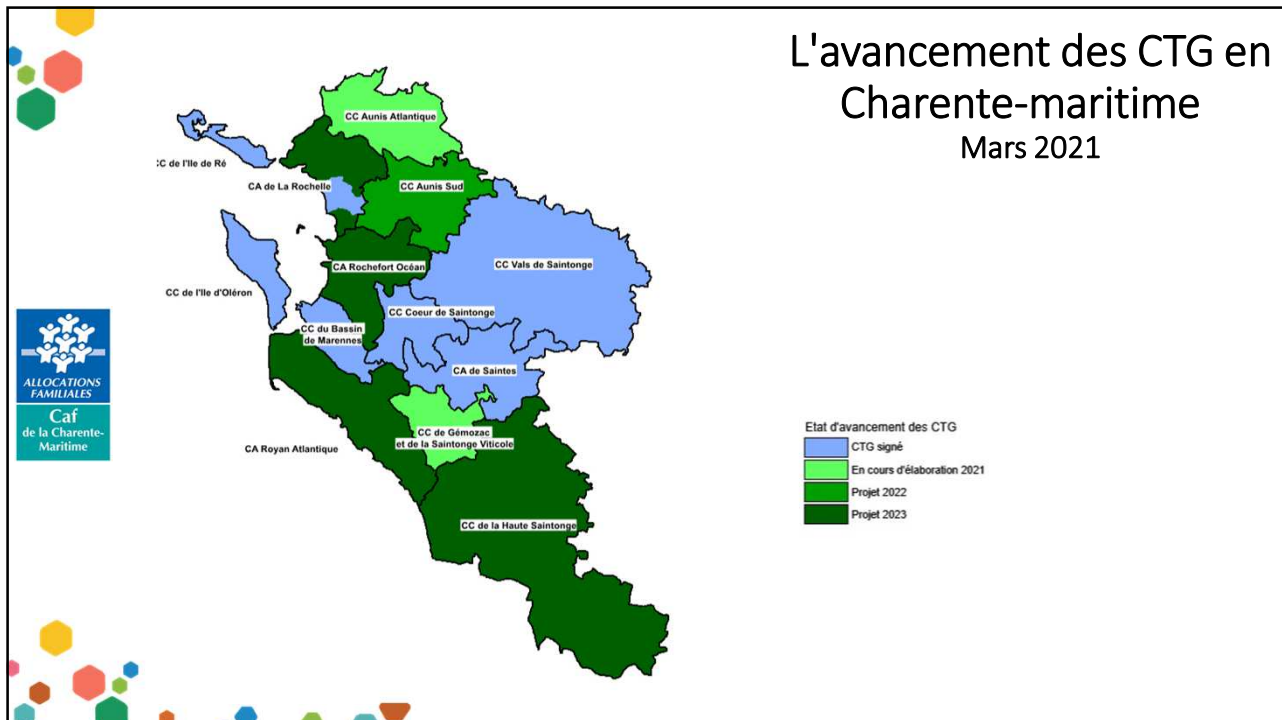 L'avancement des CTG en
Charente-maritime
Mars 2021
CC Aunis Atlantique
CC de l'Ile de Ré
CA de La Rochelle
CC Aunis Sud
CC Vals de Saintonge
CA Rochefort Océan
CC de l'Ile d'Oléron
CC Coeur de Saintonge
CC du Bassin
de Marennes
CA de Saintes
CC de Gémozac
et de la Saintonge Viticole
CA Royan Atlantique
CC de la Haute Saintonge
ALLOCATIONS
FAMILIALES
Caf
de la Charente-
Maritime
Etat d'avancement des CTG
CTG signé
En cours d'élaboration 2021
Projet 2022
Projet 2023